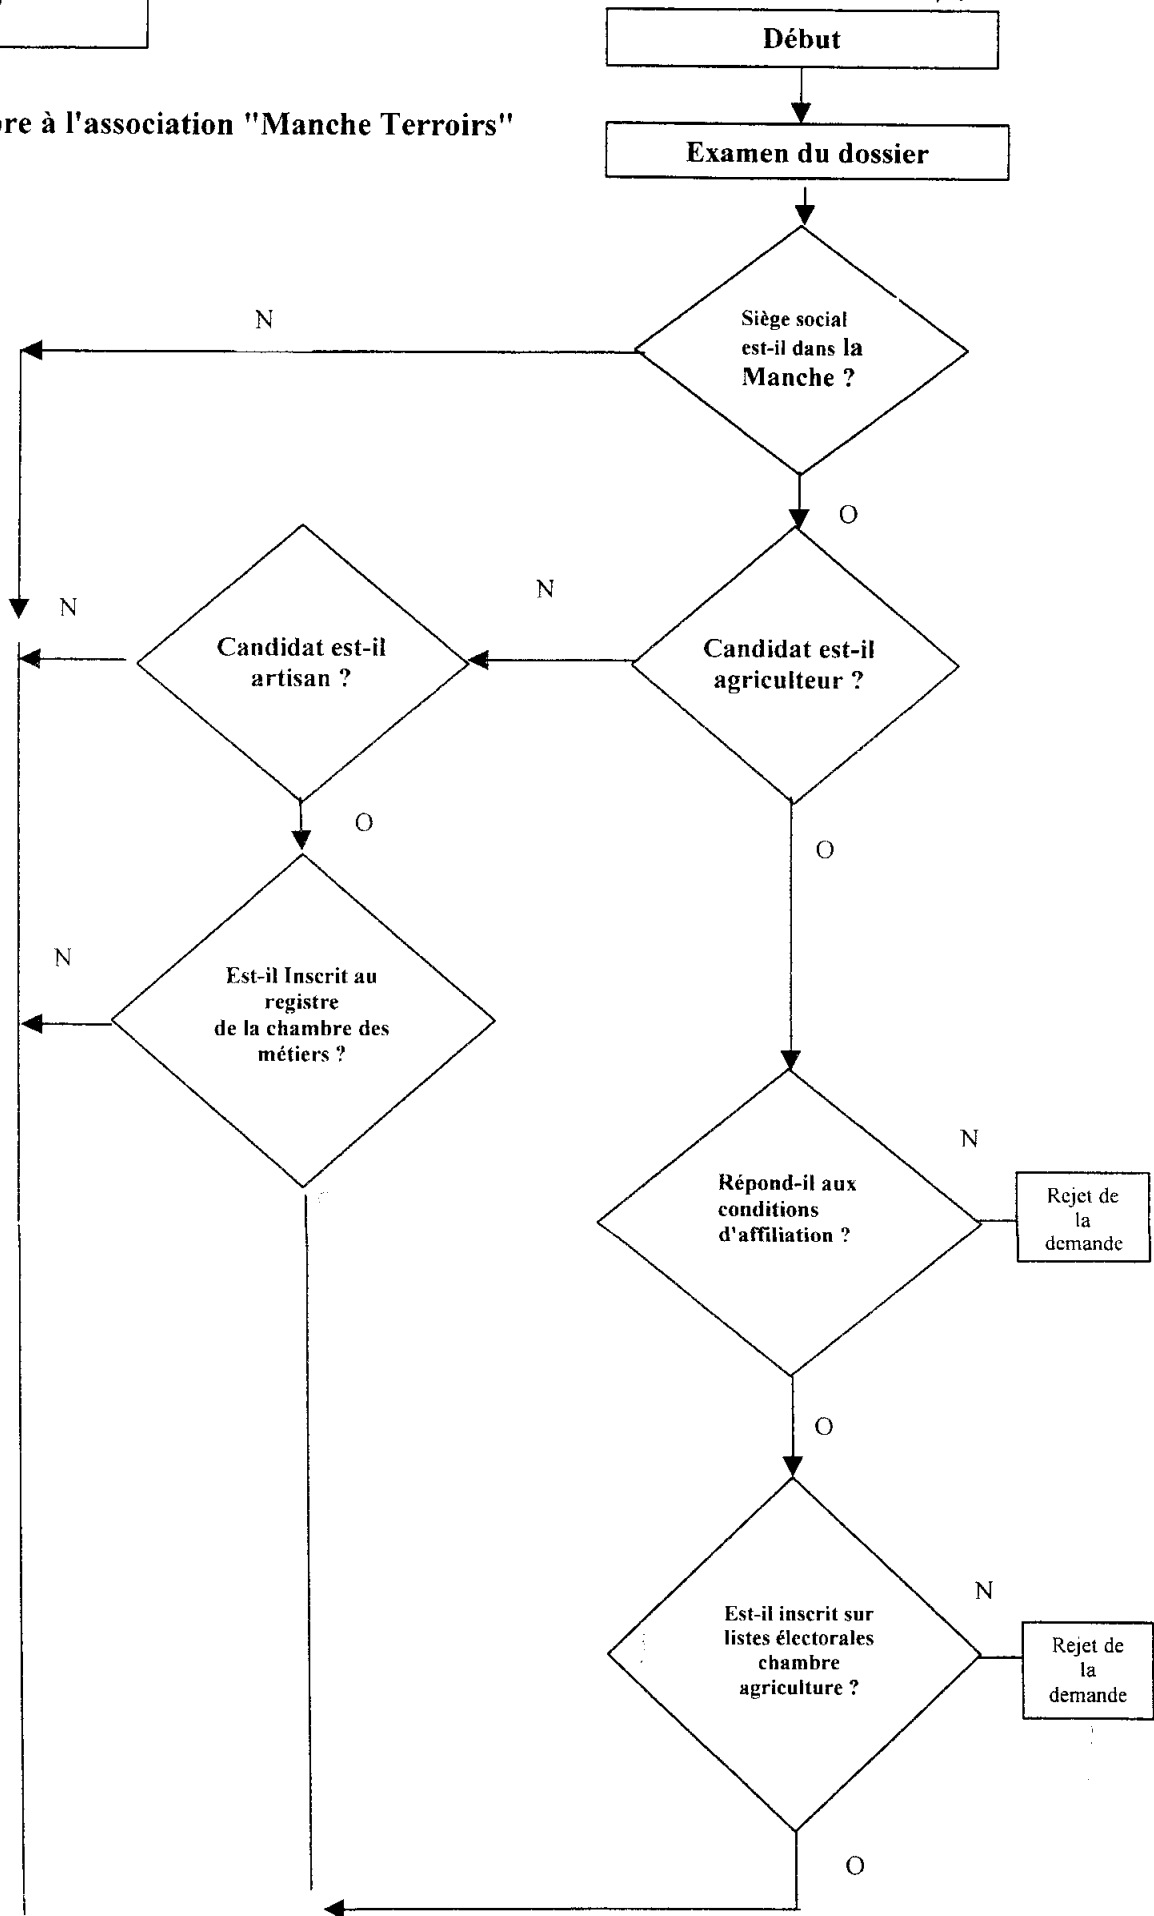 Début
à l'association "Manche Terroirs"
Examen du dossier
Siège social
est-il dans la
Manche ?
N
O
N
N
Candidat est-il
artisan ?
Candidat est-il
agriculteur ?
O
O
N
Est-il Inscrit au
registre
de la chambre des
métiers ?
N
Répond-il aux
conditions
d'affiliation ?
Rejet de
la
demande
O
N
Est-il inscrit sur
listes électorales
chambre
agriculture ?
Rejet de
la
demande
O